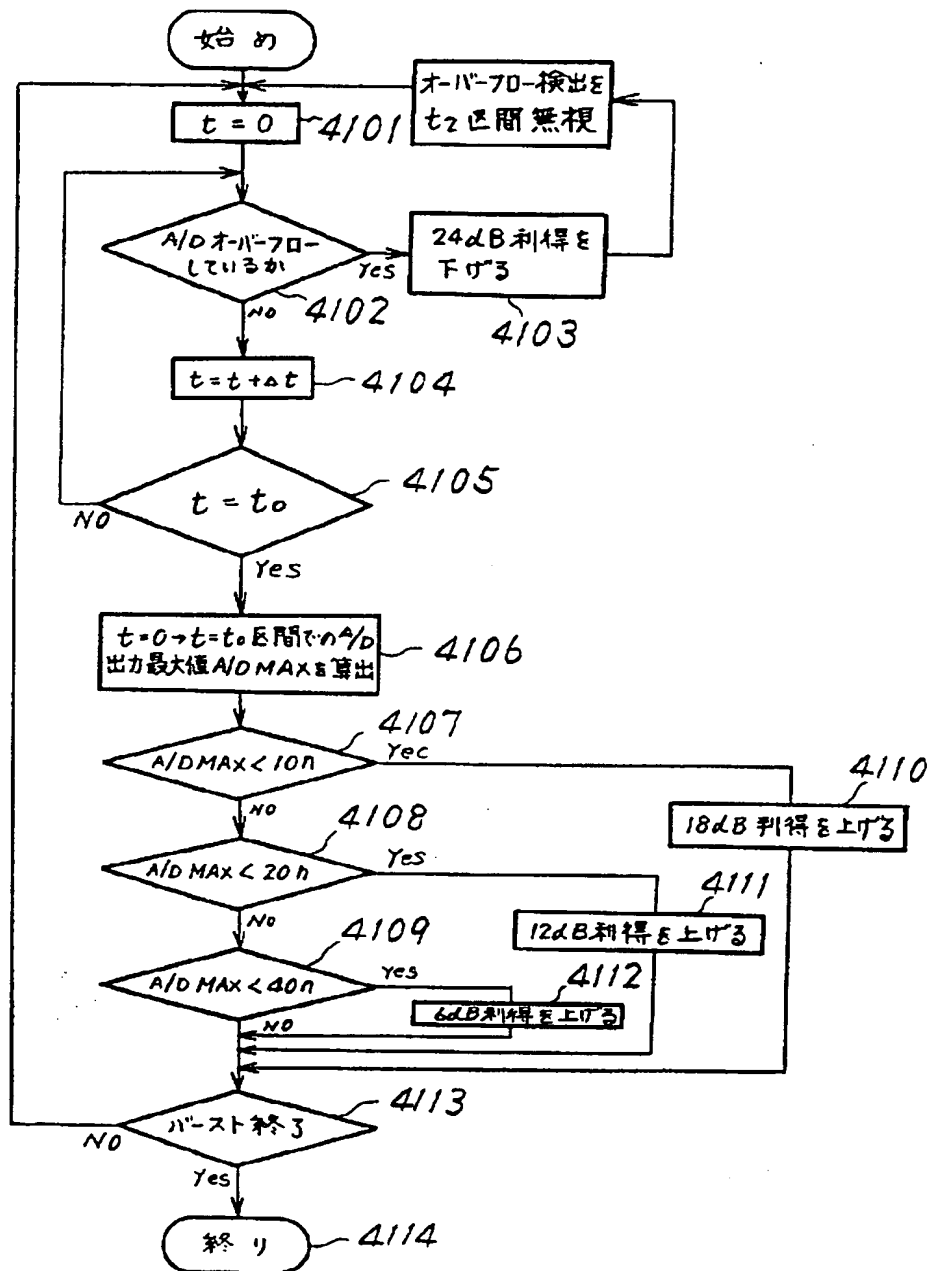 始め
オーバーフロー検出を
t2区間無視
t = 0
4101
A/Dオーバーフロー
しているか
Yes
24dB利得を
下げる
4102
NO
4103
t=t+Δt
4104
t = t0
4105
NO
Yes
t=0→t=t0区間でのA/D
出力最大値A/D MAXを算出
4106
4107
A/D MAX < 10n
Yec
4110
NO
18dB利得を上げる
4108
A/D MAX < 20n
Yes
4111
NO
12dB利得を上げる
4109
A/D MAX < 40n
Yes
4112
6dB利得を上げる
NO
4113
バースト終了
NO
Yes
終り
4114